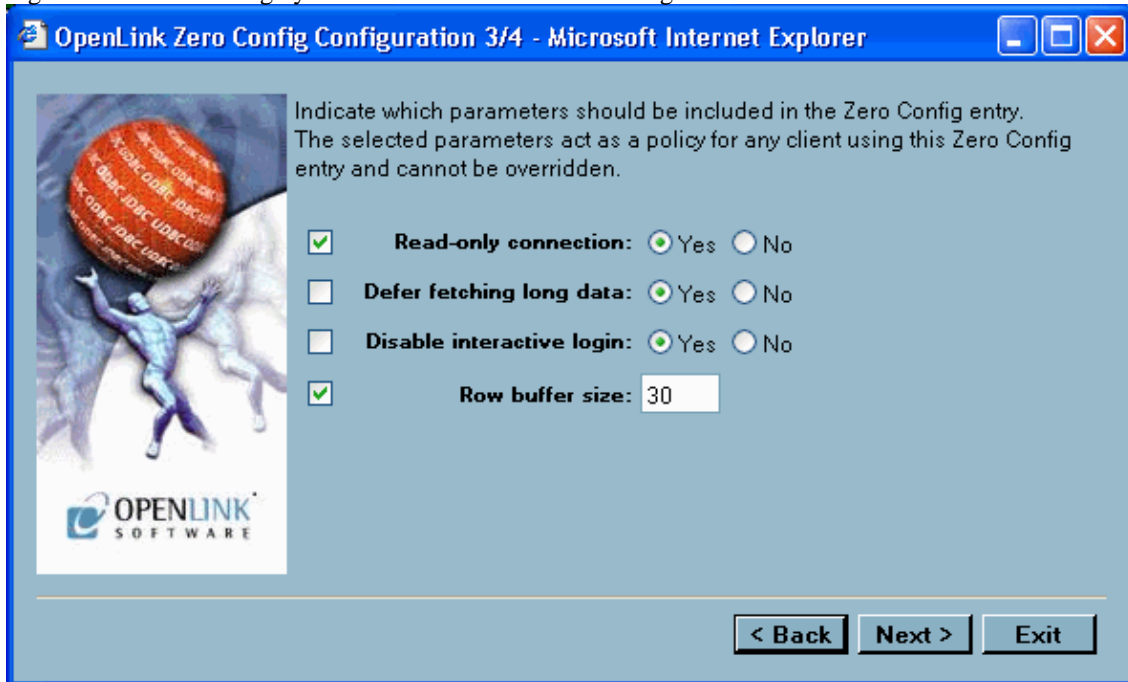 OpenLink Zero Config Configuration 3/4 - Microsoft Internet Explorer
Indicate which parameters should be included in the Zero Config entry.
The selected parameters act as a policy for any client using this Zero Config
entry and cannot be overridden.
Read-only connection: Yes No
Defer fetching long data: Yes No
Disable interactive login: Yes No
Row buffer size: 30
OPENLINK
SOFTWARE
< Back Next > Exit